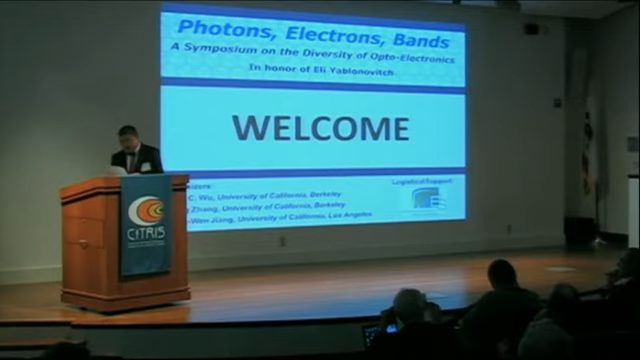 Photons, Electrons, Bands
A Symposium on the Diversity of Opto-Electronics
In honor of Eli Yablonovitch
WELCOME
Logistical Support:
C. Wu, University of California, Berkeley
Zhang, University of California, Berkeley
Wen Jiang, University of California, Los Angeles
CITRIS